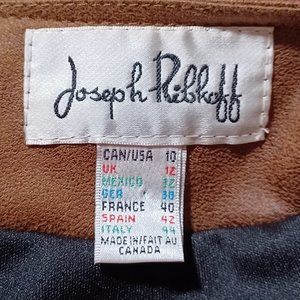 Joseph Ribkoff
CAN/USA 10
UK 12
MEXICO 32
GER 38
FRANCE 40
SPAIN 42
ITALY 44
MADE IN/FAIT AU
CANADA